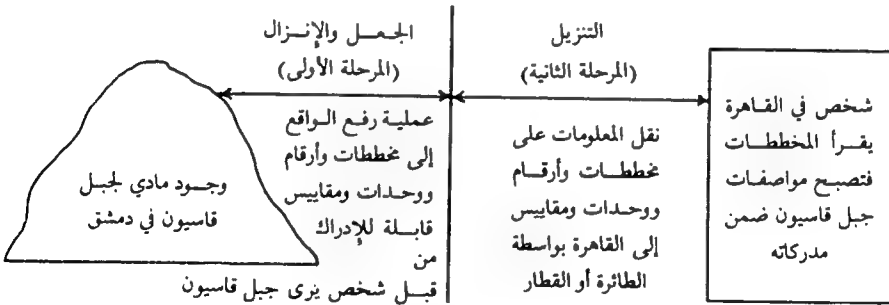 الجعل والإنزال
(المرحلة الأولى)
عملية رفع الواقع
إلى مخططات وأرقام
ووحدات ومقاييس
قابلة للإدراك
من
قبل شخص يرى جبل قاسيون
وجود مادي لجبل
قاسيون في دمشق
التنزيل
(المرحلة الثانية)
نقل المعلومات على
مخططات وأرقام
ووحدات ومقاييس
إلى القاهرة بواسطة
الطائرة أو القطار
شخص في القاهرة
يقرأ المخططات
فتصبح مواصفات
جبل قاسيون ضمن
مدركاته